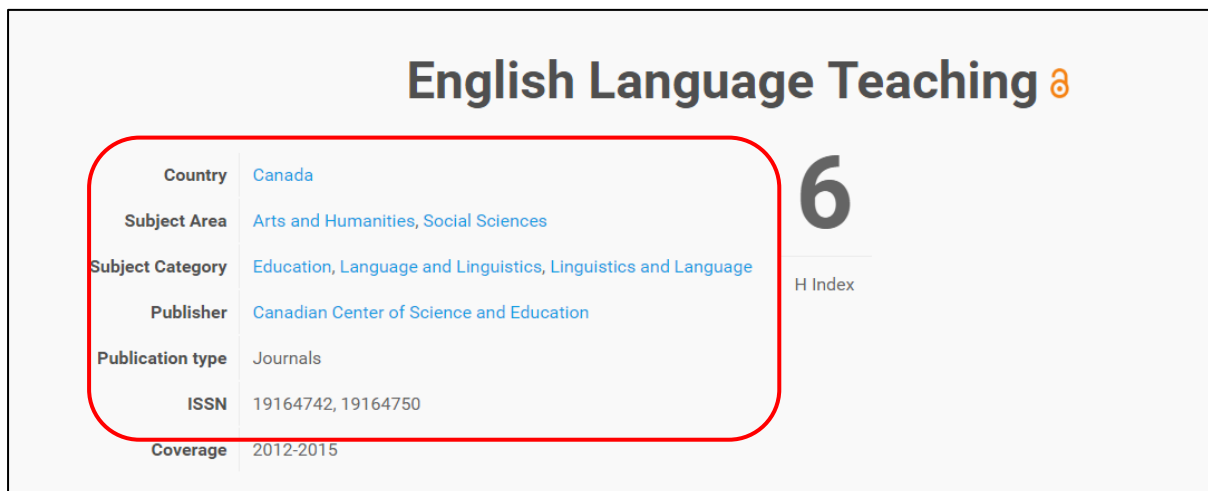 English Language Teaching
Country Canada
Subject Area Arts and Humanities, Social Sciences
Subject Category Education, Language and Linguistics, Linguistics and Language
Publisher Canadian Center of Science and Education
Publication type Journals
ISSN 19164742, 19164750
Coverage 2012-2015
6
H Index